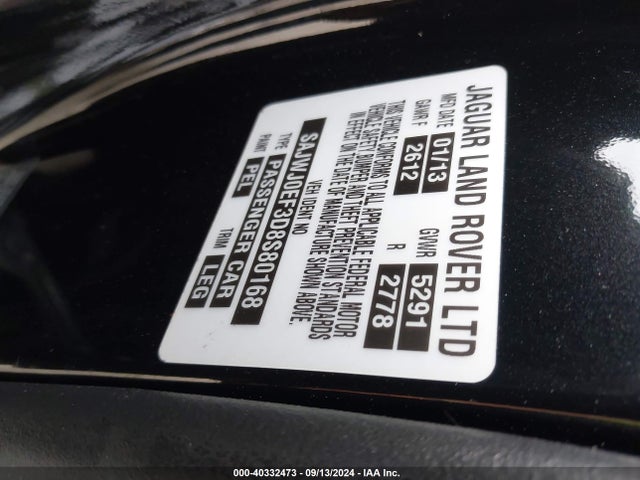 JAGUAR LAND ROVER LTD
MFD DATE 01/13 GVWR 5291
GAWR F 2612 R 2778
THIS VEHICLE CONFORMS TO ALL APPLICABLE FEDERAL MOTOR
VEHICLE SAFETY, BUMPER AND THEFT PREVENTION STANDARDS
IN EFFECT ON THE DATE OF MANUFACTURE SHOWN ABOVE.
VEH IDENT NO
SAJWJ0EF3D8S80168
TYPE PASSENGER CAR
PAINT PEL TRIM LEG
000-40332473 - 09/13/2024 - IAA Inc.